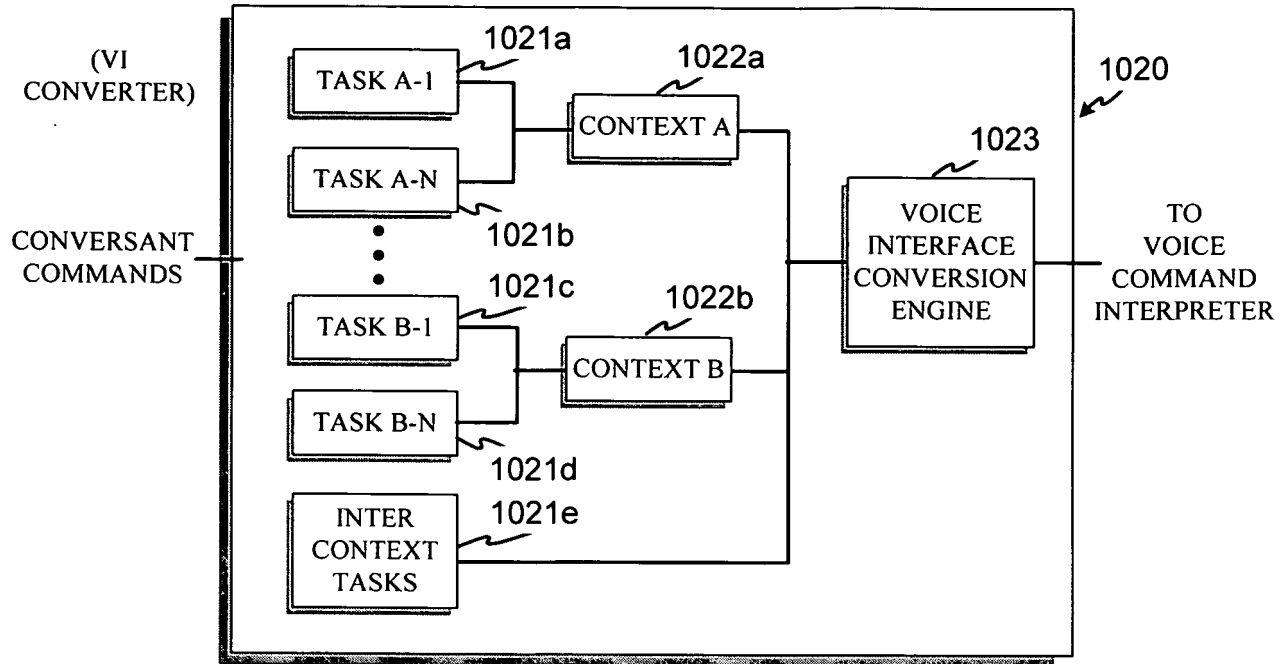 (VI
CONVERTER)
CONVERSANT
COMMANDS
TASK A-1
1021a
TASK A-N
1021b
TASK B-1
1021c
TASK B-N
1021d
INTER
CONTEXT
TASKS
1021e
CONTEXT A
1022a
CONTEXT B
1022b
1020
1023
VOICE
INTERFACE
CONVERSION
ENGINE
TO
VOICE
COMMAND
INTERPRETER